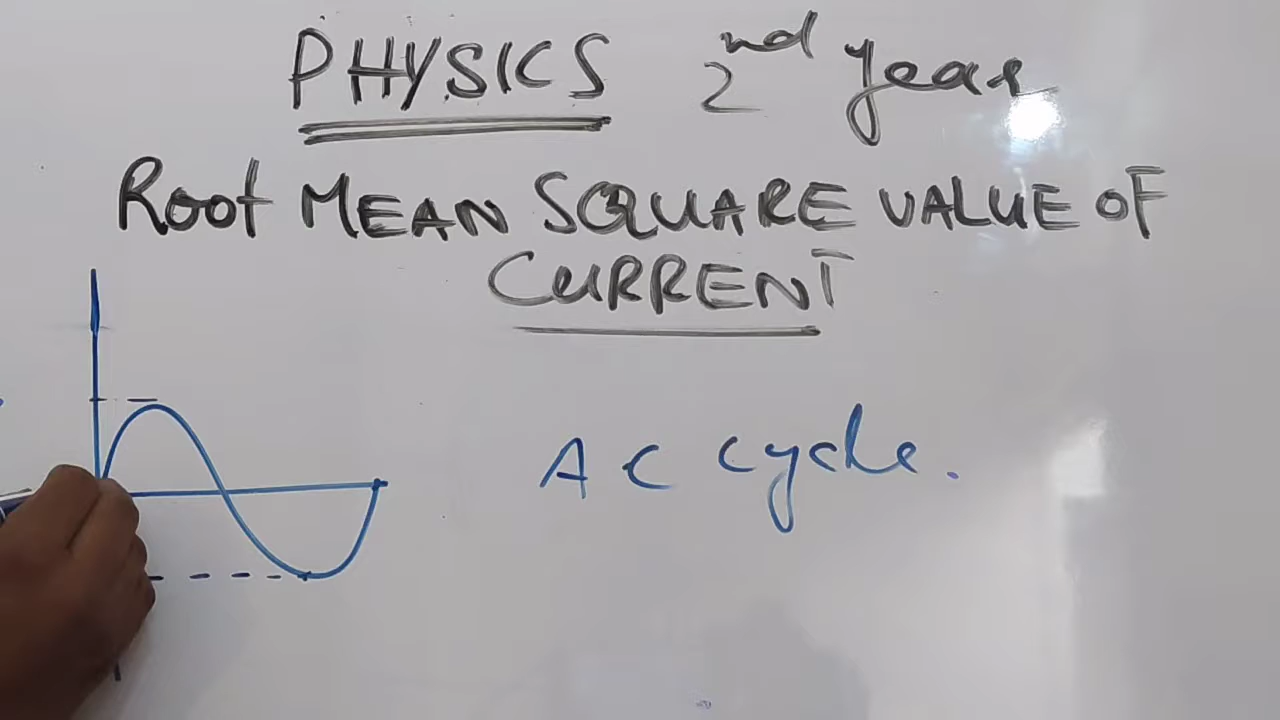 PHYSICS 2nd Year
Root MEAN SQUARE VALUE OF
CURRENT
AC cycle.